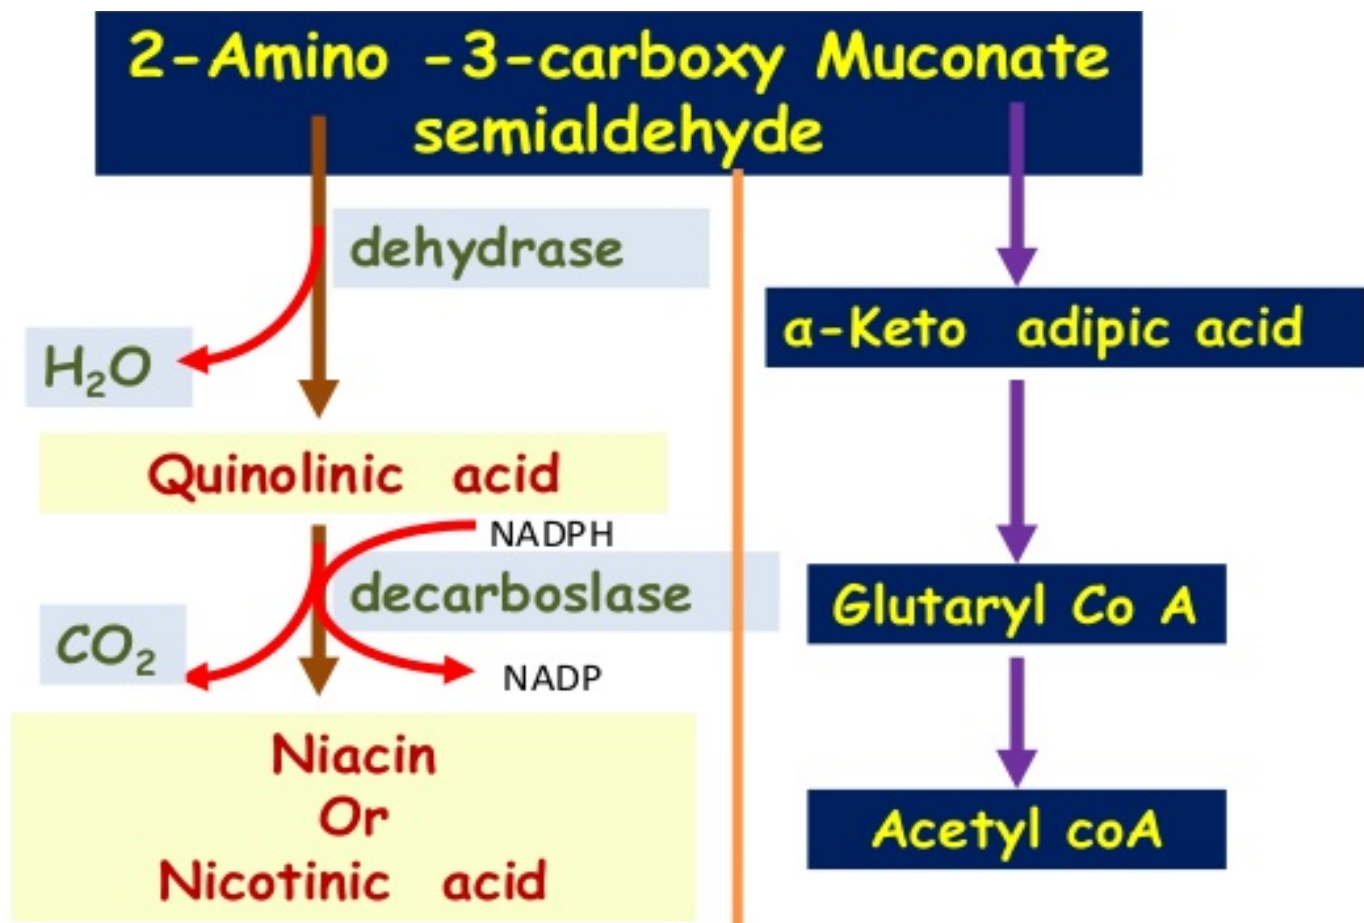 2-Amino -3-carboxy Muconate
semialdehyde
dehydrase
H₂O
Quinolinic acid
NADPH
decarboslase
CO₂
NADP
Niacin
Or
Nicotinic acid
α-Keto adipic acid
Glutaryl Co A
Acetyl coA